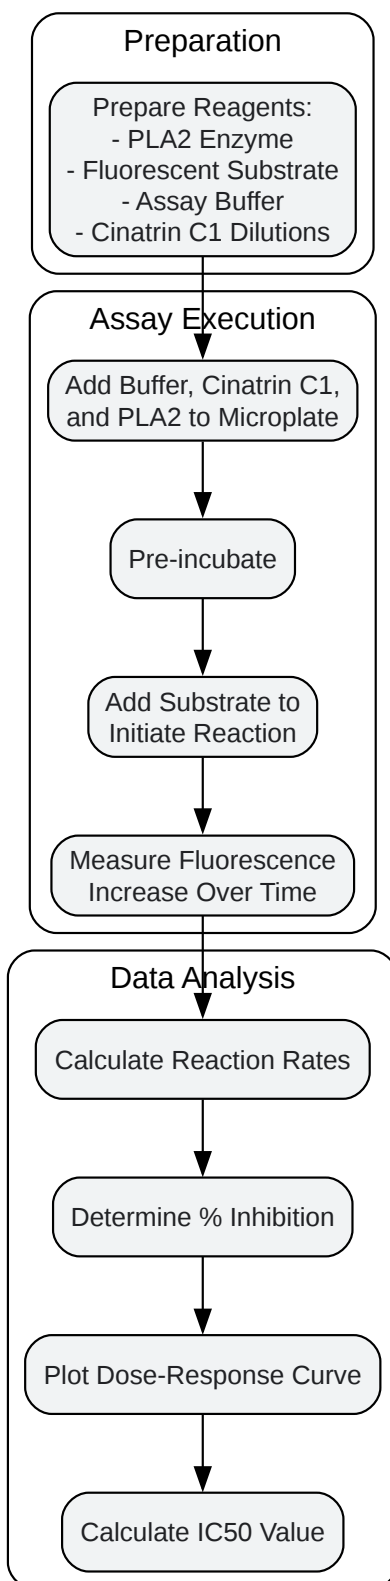 Preparation
Prepare Reagents:
- PLA2 Enzyme
- Fluorescent Substrate
- Assay Buffer
- Cinatrin C1 Dilutions
Assay Execution
Add Buffer, Cinatrin C1,
and PLA2 to Microplate
Pre-incubate
Add Substrate to
Initiate Reaction
Measure Fluorescence
Increase Over Time
Data Analysis
Calculate Reaction Rates
Determine % Inhibition
Plot Dose-Response Curve
Calculate IC50 Value